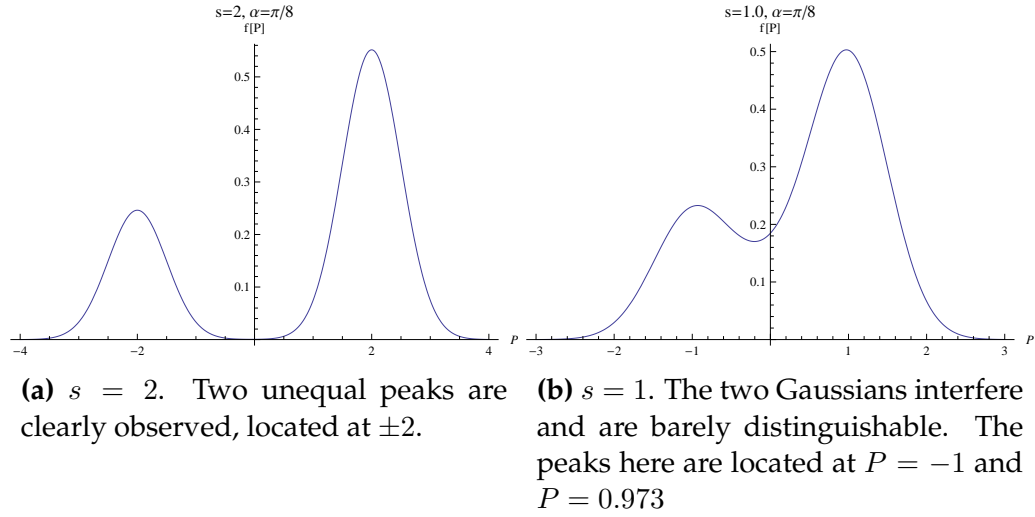 s=2, α=π/8
f[P]
0.5
0.4
0.3
0.2
0.1
−4
−2
2
4
P
(a) s = 2. Two unequal peaks are
clearly observed, located at ±2.
s=1.0, α=π/8
f[P]
0.5
0.4
0.3
0.2
0.1
−3
−2
−1
1
2
3
P
(b) s = 1. The two Gaussians interfere
and are barely distinguishable. The
peaks here are located at P = −1 and
P = 0.973